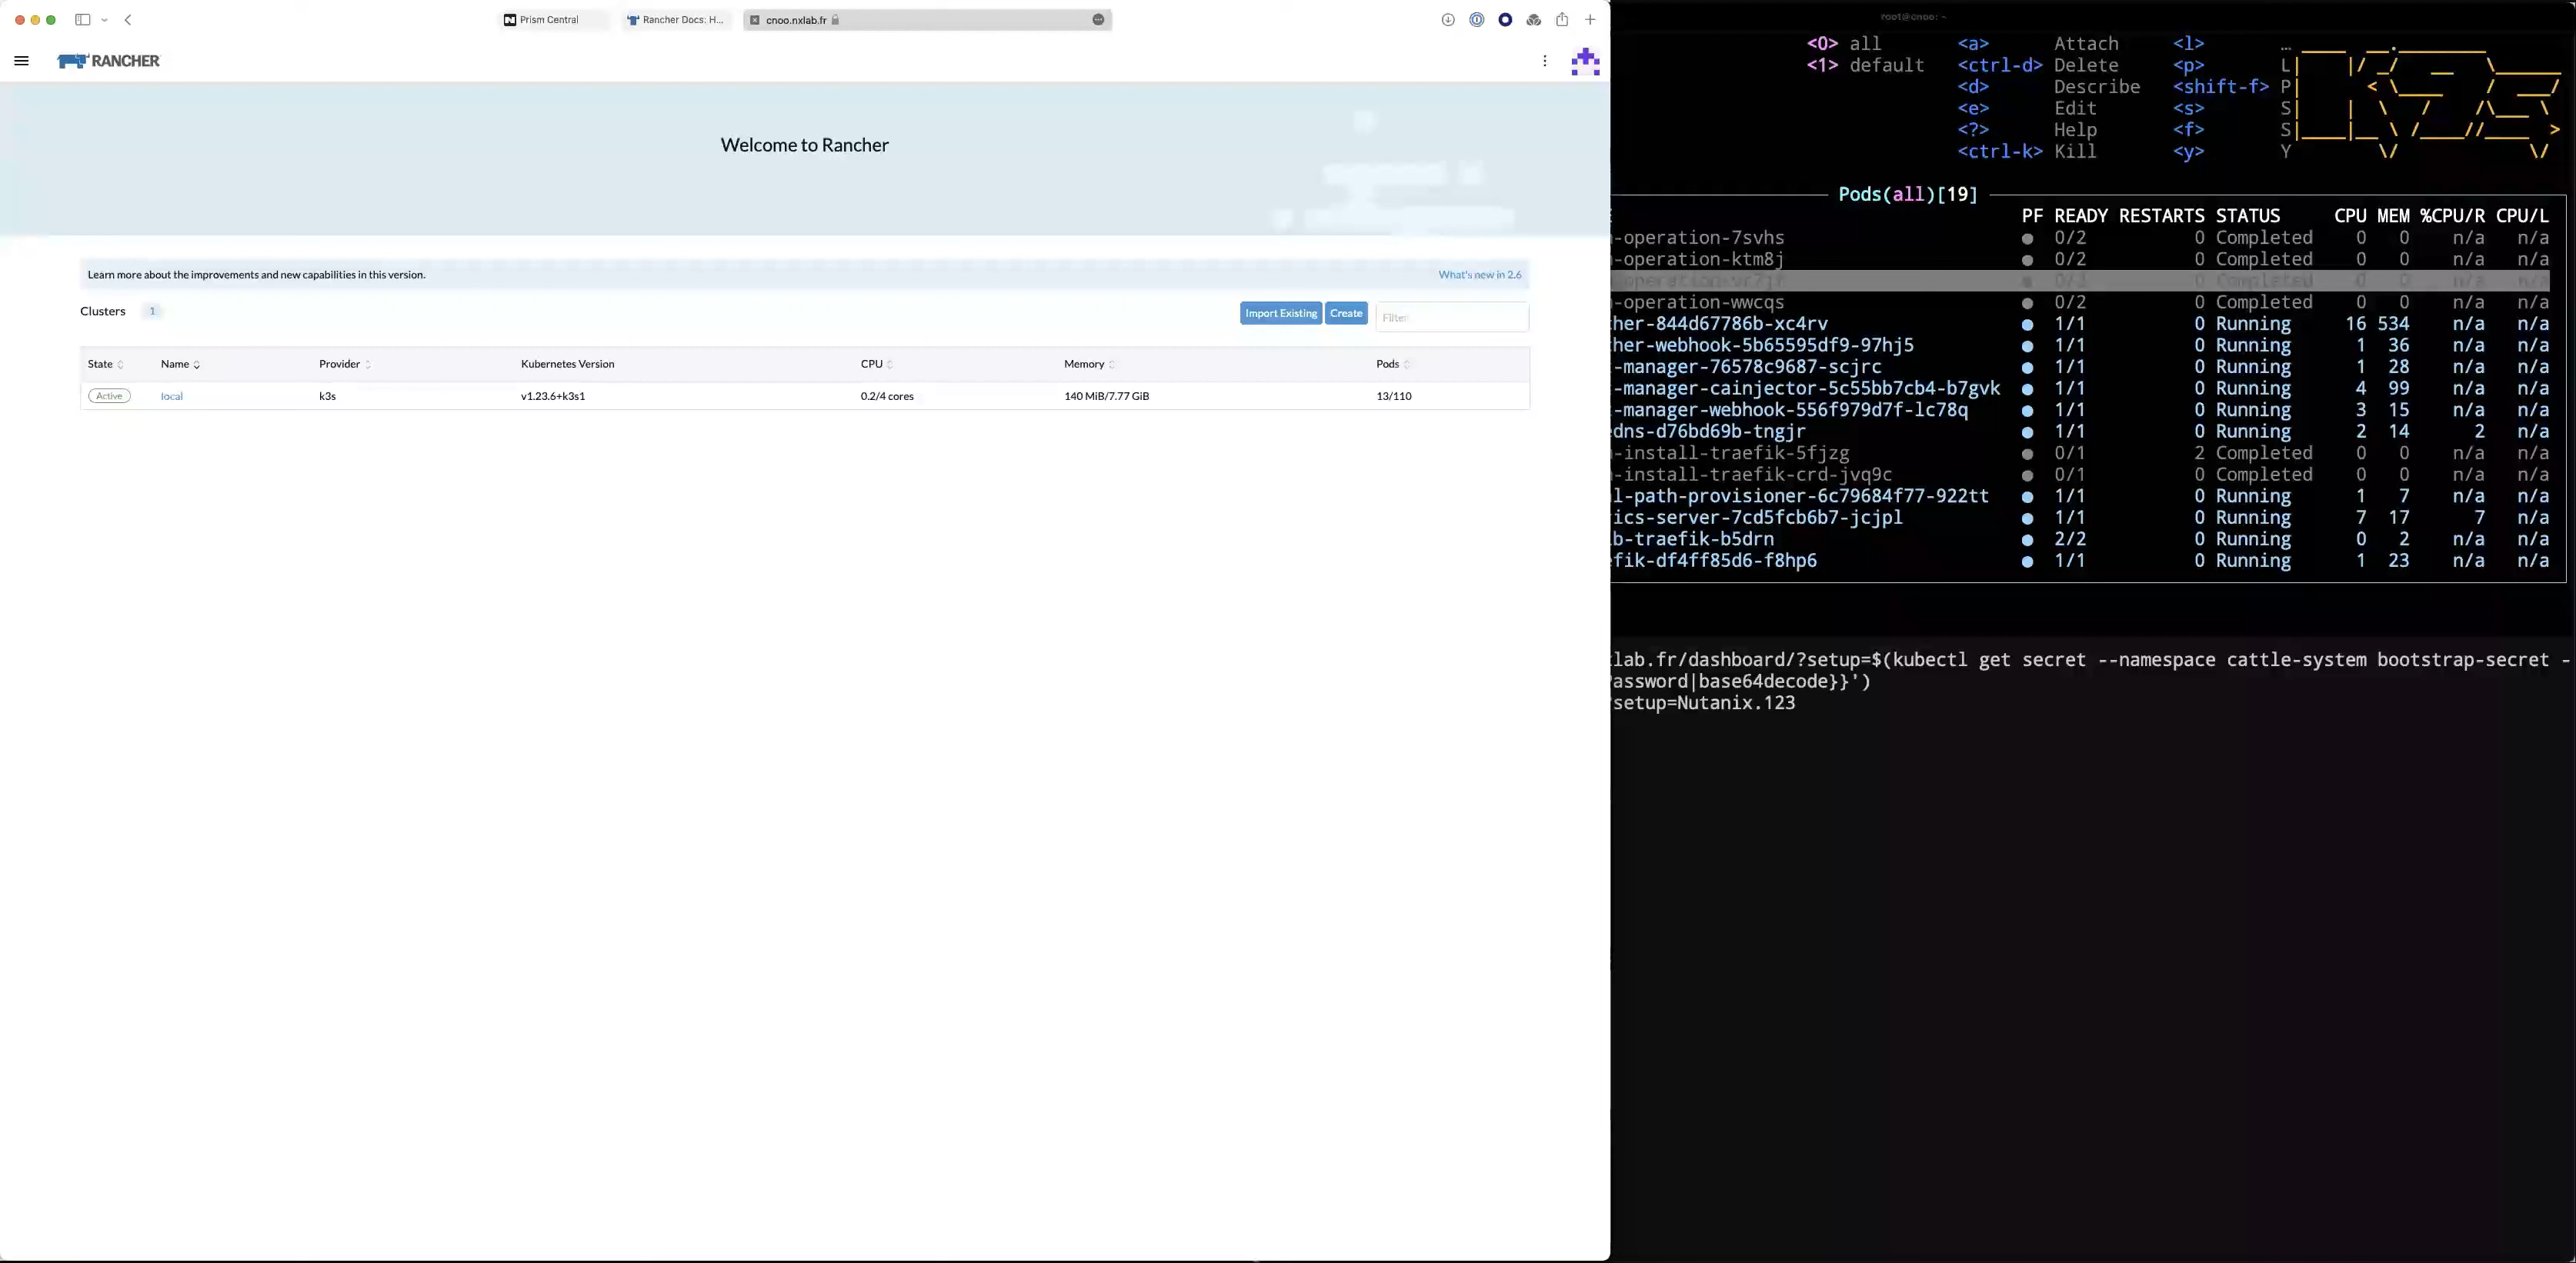 Prism Central
Rancher Docs: H...
cnoo.nxlab.fr
RANCHER
Welcome to Rancher
Learn more about the improvements and new capabilities in this version.
What's new in 2.6
Clusters 1
Import Existing
Create
Filter
State Name Provider Kubernetes Version CPU Memory Pods
Active local k3s v1.23.6+k3s1 0.2/4 cores 140 MiB/7.77 GiB 13/110
root@cnoo: ~
<0> all <a> Attach <l> …
<1> default <ctrl-d> Delete <p> L
<d> Describe <shift-f> P
<e> Edit <s> S
<?> Help <f> S
<ctrl-k> Kill <y> Y
Pods(all)[19]
PF READY RESTARTS STATUS CPU MEM %CPU/R CPU/L
-operation-7svhs ● 0/2 0 Completed 0 0 n/a n/a
-operation-ktm8j ● 0/2 0 Completed 0 0 n/a n/a
-operation-vr7jf ● 0/2 0 Completed 0 0 n/a n/a
-operation-wwcqs ● 0/2 0 Completed 0 0 n/a n/a
her-844d67786b-xc4rv ● 1/1 0 Running 16 534 n/a n/a
her-webhook-5b65595df9-97hj5 ● 1/1 0 Running 1 36 n/a n/a
-manager-76578c9687-scjrc ● 1/1 0 Running 1 28 n/a n/a
-manager-cainjector-5c55bb7cb4-b7gvk ● 1/1 0 Running 4 99 n/a n/a
-manager-webhook-556f979d7f-lc78q ● 1/1 0 Running 3 15 n/a n/a
dns-d76bd69b-tngjr ● 1/1 0 Running 2 14 2 n/a
-install-traefik-5fjzg ● 0/1 2 Completed 0 0 n/a n/a
-install-traefik-crd-jvq9c ● 0/1 0 Completed 0 0 n/a n/a
l-path-provisioner-6c79684f77-922tt ● 1/1 0 Running 1 7 n/a n/a
ics-server-7cd5fcb6b7-jcjpl ● 1/1 0 Running 7 17 7 n/a
b-traefik-b5drn ● 2/2 0 Running 0 2 n/a n/a
fik-df4ff85d6-f8hp6 ● 1/1 0 Running 1 23 n/a n/a
lab.fr/dashboard/?setup=$(kubectl get secret --namespace cattle-system bootstrap-secret -
assword|base64decode}}')
setup=Nutanix.123